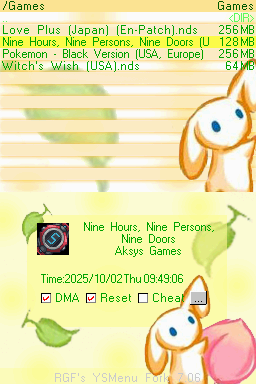 /Games Games
<DIR>
Love Plus (Japan) (En-Patch).nds 256MB
Nine Hours, Nine Persons, Nine Doors (U 128MB
Pokemon - Black Version (USA, Europe) 256MB
Witch's Wish (USA).nds 64MB
Nine Hours, Nine Persons,
Nine Doors
Aksys Games
Time:2025/10/02Thu 09:49:06
DMA Reset Cheat ...
RGF's YSMenu Fork 7.06